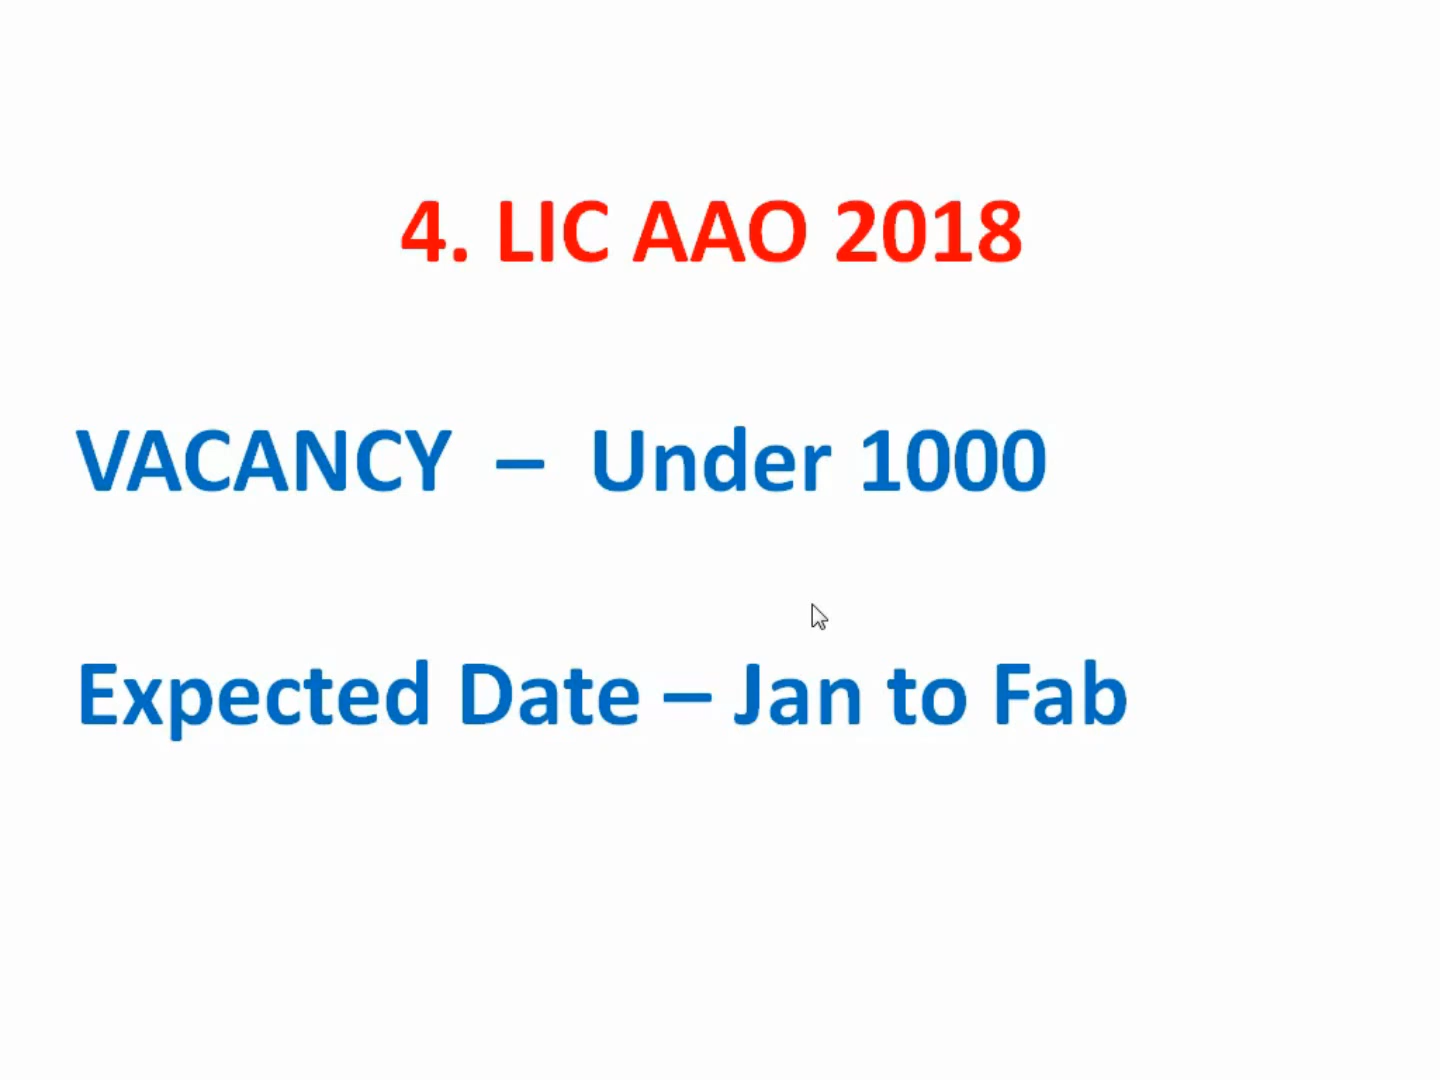 4. LIC AAO 2018
VACANCY – Under 1000
Expected Date – Jan to Fab